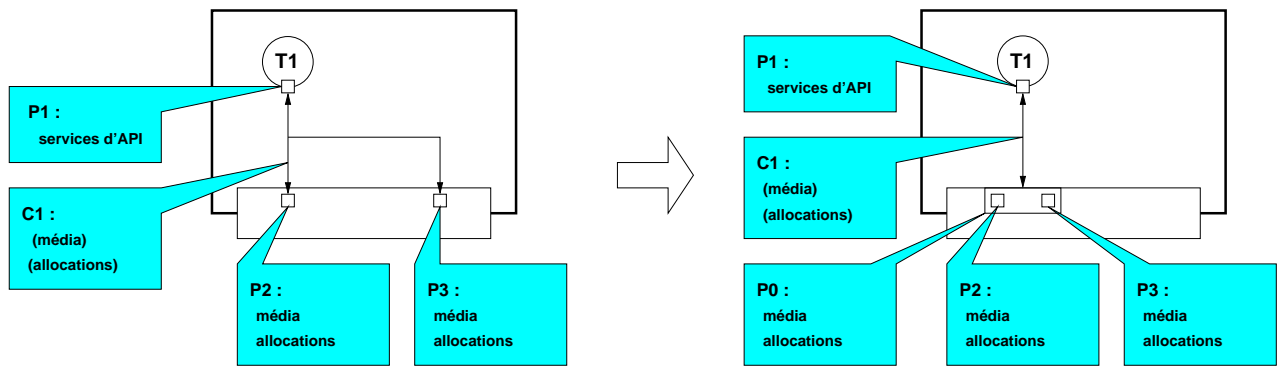 T1
P1 :
services d'API
C1 :
(média)
(allocations)
P2 :
média
allocations
P3 :
média
allocations
T1
P1 :
services d'API
C1 :
(média)
(allocations)
P0 :
média
allocations
P2 :
média
allocations
P3 :
média
allocations